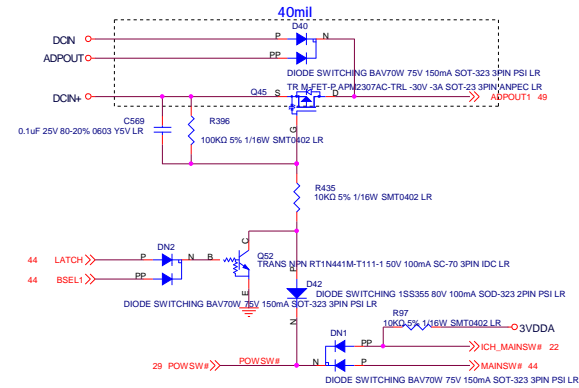 40mil
D40
DCIN
P
N
ADPOUT
PP
DIODE SWITCHING BAV70W 75V 150mA SOT-323 3PIN PSI LR
TR M-FET-P APM2307AC-TRL -30V -3A SOT-23 3PIN ANPEC LR
DCIN+
Q45
S
D
ADPOUT1 49
G
C569
0.1uF 25V 80-20% 0603 Y5V LR
R396
100KΩ 5% 1/16W SMT0402 LR
R435
10KΩ 5% 1/16W SMT0402 LR
DN2
C
44 LATCH
P
N
B
Q52
TRANS NPN RT1N441M-T111-1 50V 100mA SC-70 3PIN IDC LR
44 BSEL1
PP
E
P
D42
DIODE SWITCHING 1SS355 80V 100mA SOD-323 2PIN PSI LR
DIODE SWITCHING BAV70W 75V 150mA SOT-323 3PIN PSI LR
N
R97
10KΩ 5% 1/16W SMT0402 LR
3VDDA
DN1
PP
ICH_MAINSW# 22
29 POWSW#
POWSW#
N
P
MAINSW# 44
DIODE SWITCHING BAV70W 75V 150mA SOT-323 3PIN PSI LR